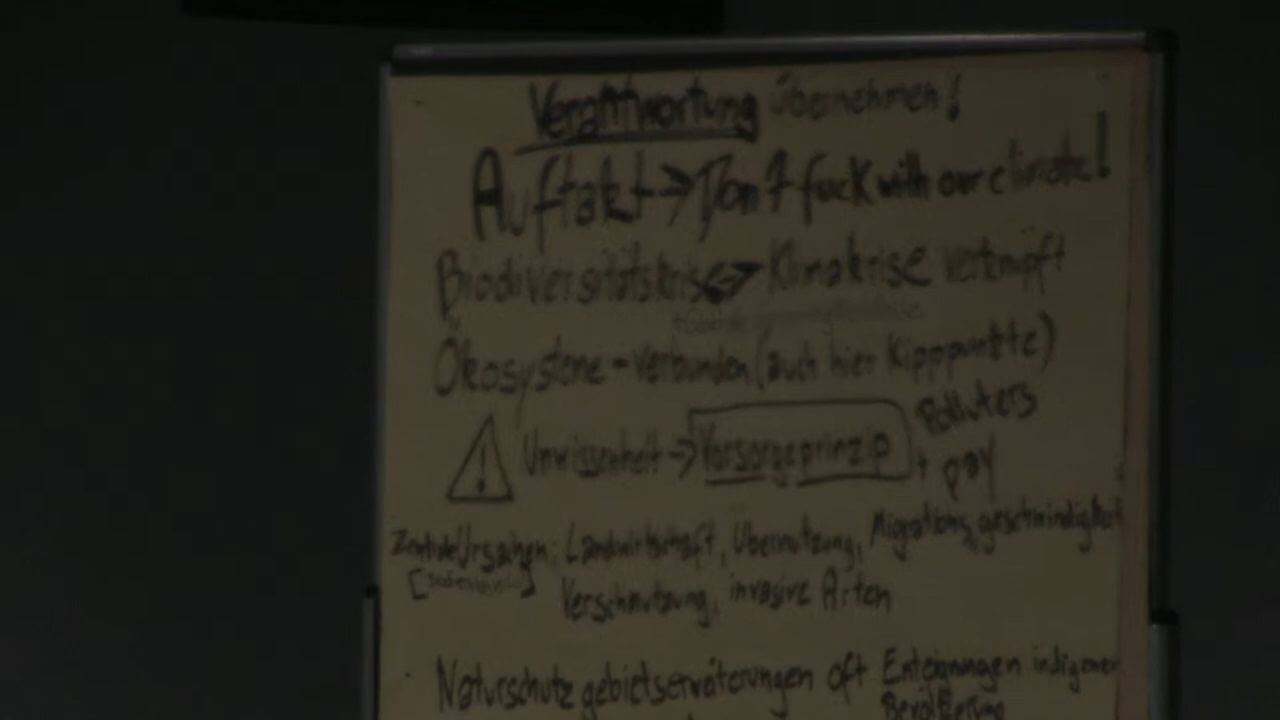 Verantwortung übernehmen!
Auftakt → Don't fuck with our climate!
Biodiversitätskrise ↔ Klimakrise verknüpft
Ökosysteme - verbunden (auch hier Kipppunkte)
Unwissenheit → Vorsorgeprinzip + Polluters pay
Zentrale Ursachen: Landwirtschaft, Übernutzung, Migrationsgeschwindigkeit
Verschmutzung, invasive Arten
Naturschutzgebietserweiterungen oft Enteignungen indigener
Bevölkerung